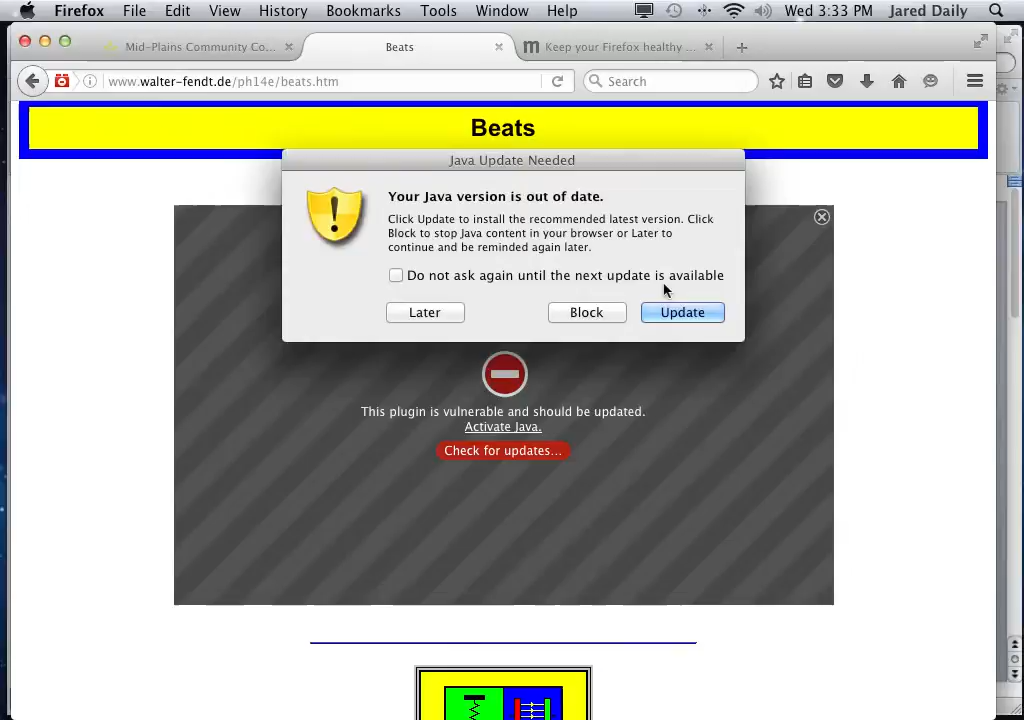 Firefox File Edit View History Bookmarks Tools Window Help Wed 3:33 PM Jared Daily
Mid-Plains Community Co... Beats Keep your Firefox healthy ...
www.walter-fendt.de/ph14e/beats.htm Search
Beats
Java Update Needed
Your Java version is out of date.
Click Update to install the recommended latest version. Click
Block to stop Java content in your browser or Later to
continue and be reminded again later.
Do not ask again until the next update is available
Later Block Update
This plugin is vulnerable and should be updated.
Activate Java.
Check for updates...